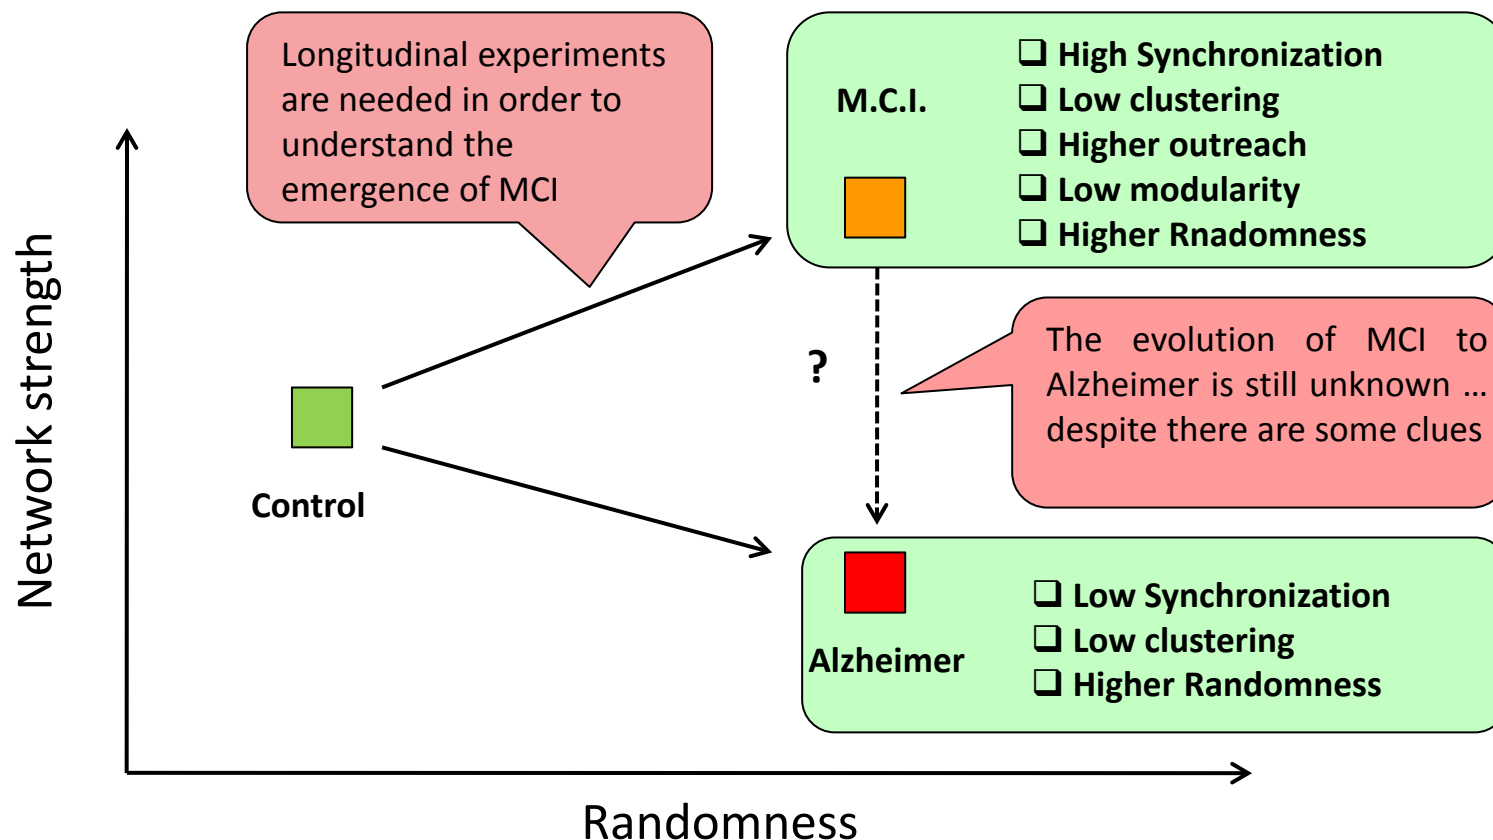 Longitudinal experiments
are needed in order to
understand the
emergence of MCI
M.C.I.
❑ High Synchronization
❑ Low clustering
❑ Higher outreach
❑ Low modularity
❑ Higher Rnadomness
Network strength
?
The evolution of MCI to
Alzheimer is still unknown …
despite there are some clues
Control
Alzheimer
❑ Low Synchronization
❑ Low clustering
❑ Higher Randomness
Randomness